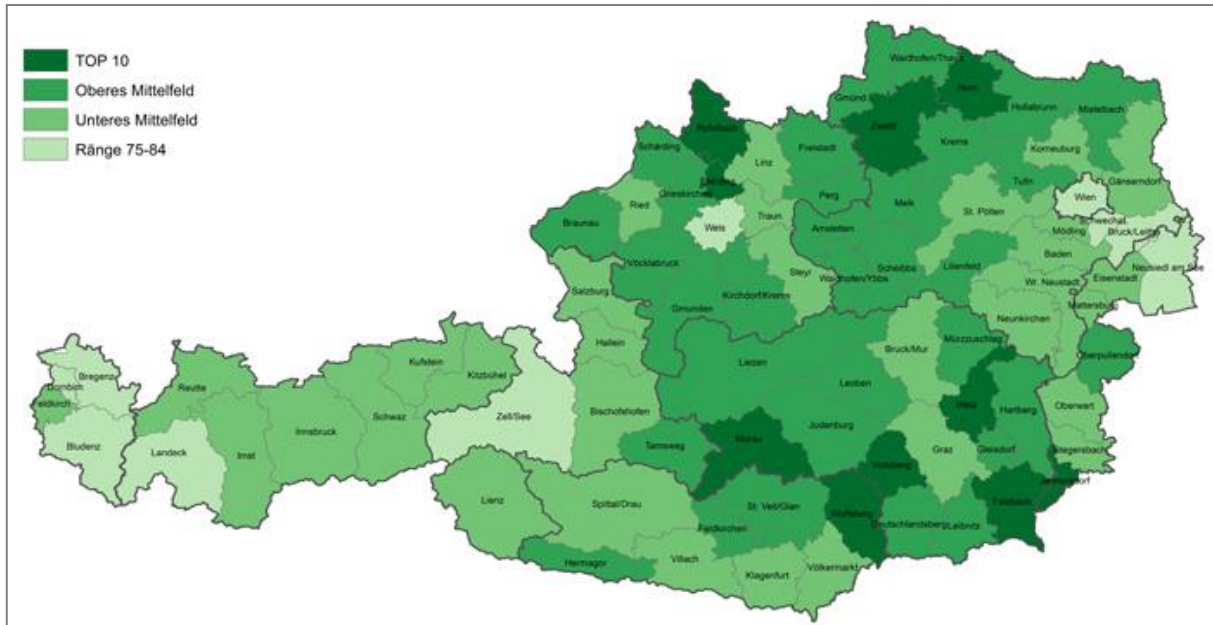 TOP 10
Oberes Mittelfeld
Unteres Mittelfeld
Ränge 75-84
Waidhofen/Thaya
Horn
Gmünd
Hollabrunn
Mistelbach
Zwettl
Rohrbach
Schärding
Linz
Freistadt
Krems
Korneuburg
Eferding
Grieskirchen
Tulln
Gänserndorf
Perg
Melk
St. Pölten
Wien
Ried
Braunau
Wels
Traun
Amstetten
Schwechat
Mödling
Bruck/Leitha
Baden
Vöcklabruck
Steyr
Waidhofen/Ybbs
Scheibbs
Lilienfeld
Neusiedl am See
Eisenstadt
Wr. Neustadt
Salzburg
Kirchdorf/Krems
Gmunden
Mattersburg
Neunkirchen
Hallein
Bruck/Mur
Mürzzuschlag
Oberpullendorf
Kufstein
Liezen
Bregenz
Dornbirn
Reutte
Kitzbühel
Leoben
Feldkirch
Schwaz
Zell/See
Bischofshofen
Weiz
Hartberg
Oberwart
Innsbruck
Judenburg
Bludenz
Landeck
Imst
Tamsweg
Murau
Graz
Gleisdorf
Stegersbach
Voitsberg
Jennersdorf
Lienz
Spittal/Drau
St. Veit/Glan
Feldbach
Wolfsberg
Feldkirchen
Deutschlandsberg
Leibnitz
Hermagor
Villach
Klagenfurt
Völkermarkt